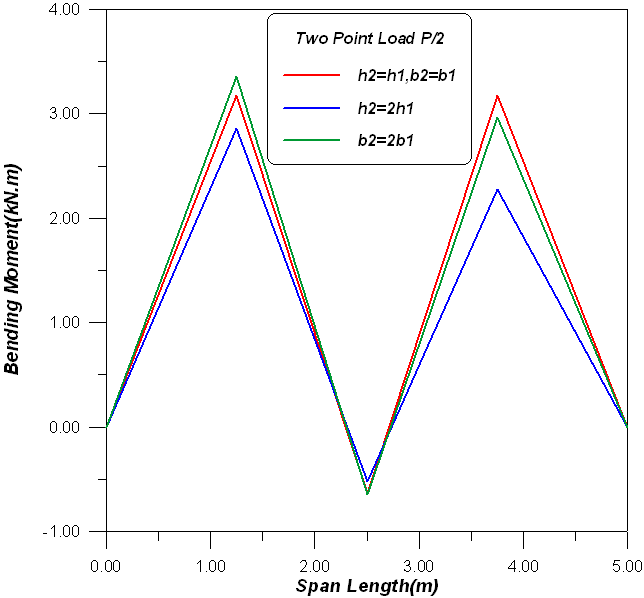 4.00
Two Point Load P/2
h2=h1,b2=b1
h2=2h1
b2=2b1
3.00
2.00
1.00
0.00
-1.00
Bending Moment(kN.m)
0.00 1.00 2.00 3.00 4.00 5.00
Span Length(m)